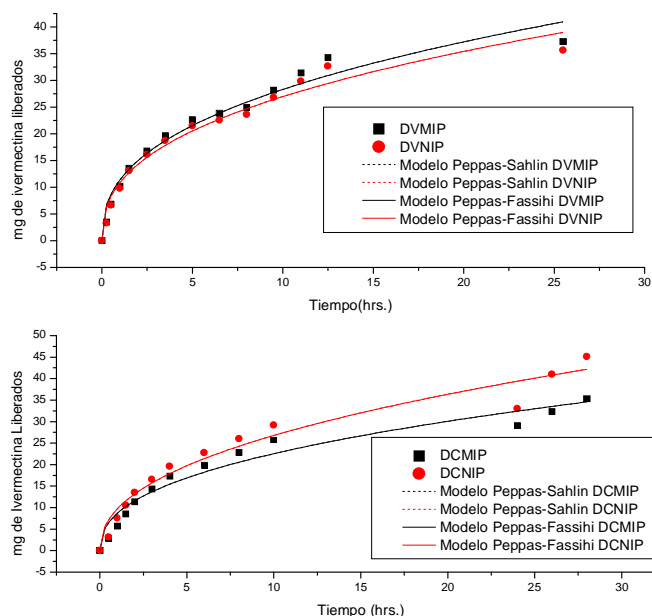 40
35
30
25
20
15
10
5
0
-5
mg de ivermectina liberados
DVMIP
DVNIP
Modelo Peppas-Sahlin DVMIP
Modelo Peppas-Sahlin DVNIP
Modelo Peppas-Fassihi DVMIP
Modelo Peppas-Fassihi DVNIP
0 5 10 15 20 25 30
Tiempo(hrs.)
50
45
40
35
30
25
20
15
10
5
0
-5
mg de ivermectina Liberados
DCMIP
DCNIP
Modelo Peppas-Sahlin DCMIP
Modelo Peppas-Sahlin DCNIP
Modelo Peppas-Fassihi DCMIP
Modelo Peppas-Fassihi DCNIP
0 5 10 15 20 25 30
Tiempo (hrs.)